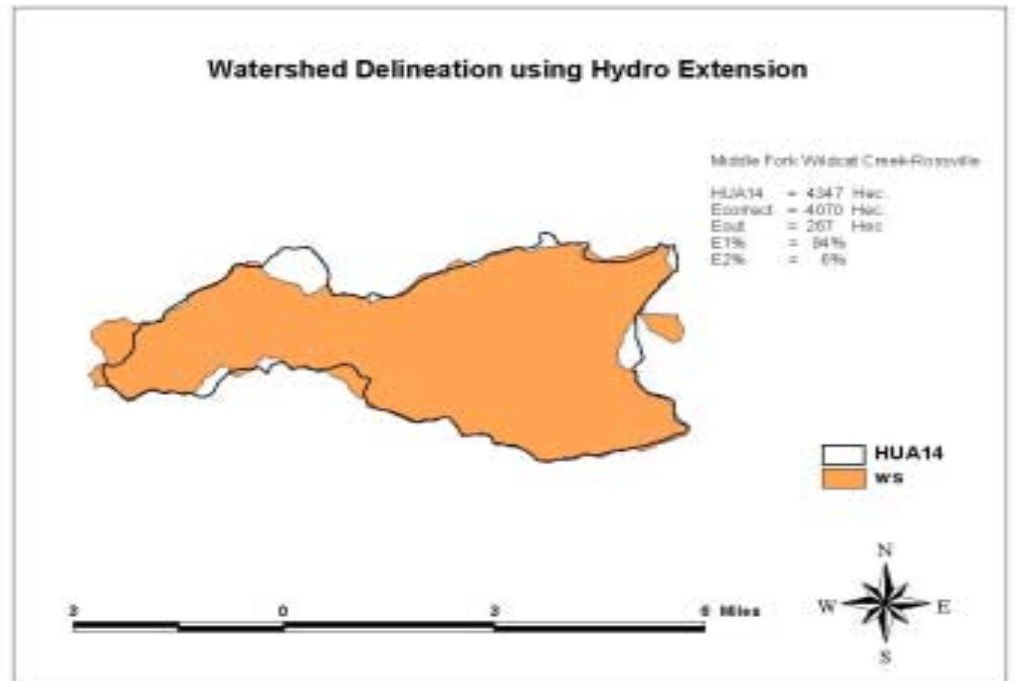 Watershed Delineation using Hydro Extension
Middle Fork Wildcat Creek-Rossville
HUA14 = 4347 Hec.
Ecorrect = 4070 Hec.
Eout = 267 Hec
E1% = 94%
E2% = 6%
HUA14
ws
N
W E
S
3 0 3 6 Miles